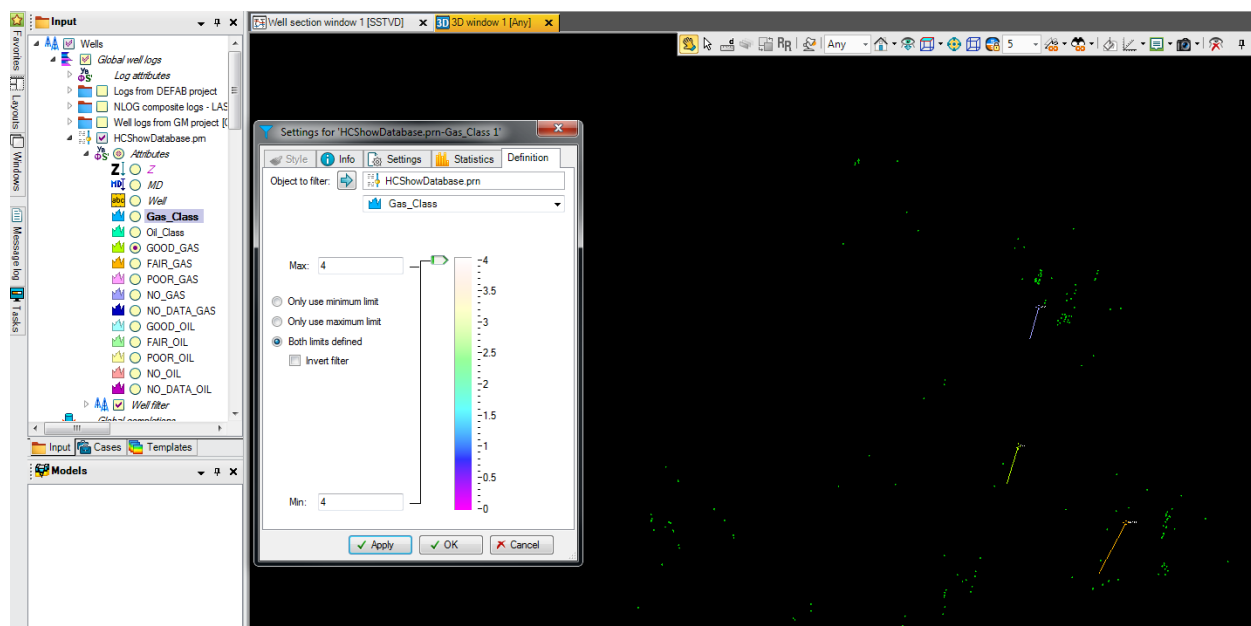 Input
Well section window 1 [SSTVD]
3D 3D window 1 [Any]
Favorites
Layouts
Windows
Message log
Tasks
Wells
Global well logs
Log attributes
Logs from DEFAB project
NLOG composite logs - LAS
Well logs from GM project [
HCShowDatabase.prn
Attributes
Z Z
MD MD
abc Well
Gas_Class
Oil_Class
GOOD_GAS
FAIR_GAS
POOR_GAS
NO_GAS
NO_DATA_GAS
GOOD_OIL
FAIR_OIL
POOR_OIL
NO_OIL
NO_DATA_OIL
Well filter
Global completions
Input Cases Templates
Models
Any 5
Settings for 'HCShowDatabase.prn-Gas_Class 1'
Style Info Settings Statistics Definition
Object to filter: HCShowDatabase.prn
Gas_Class
Max: 4
Only use minimum limit
Only use maximum limit
Both limits defined
Invert filter
Min: 4
4
3.5
3
2.5
2
1.5
1
0.5
0
Apply OK Cancel